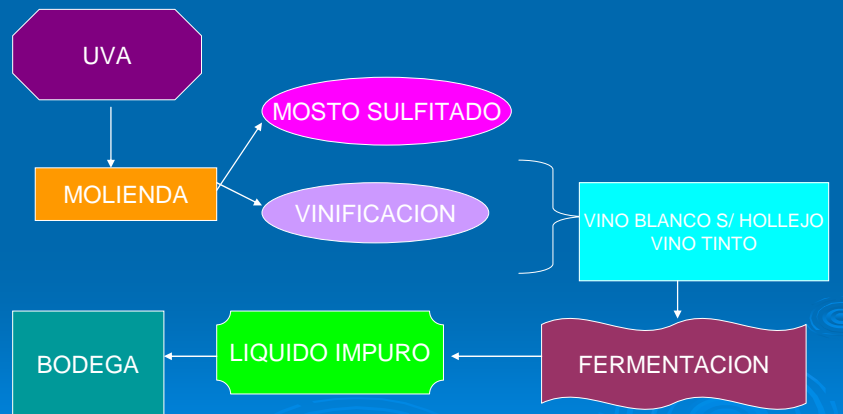 UVA
MOSTO SULFITADO
MOLIENDA
VINIFICACION
VINO BLANCO S/ HOLLEJO
VINO TINTO
BODEGA
LIQUIDO IMPURO
FERMENTACION